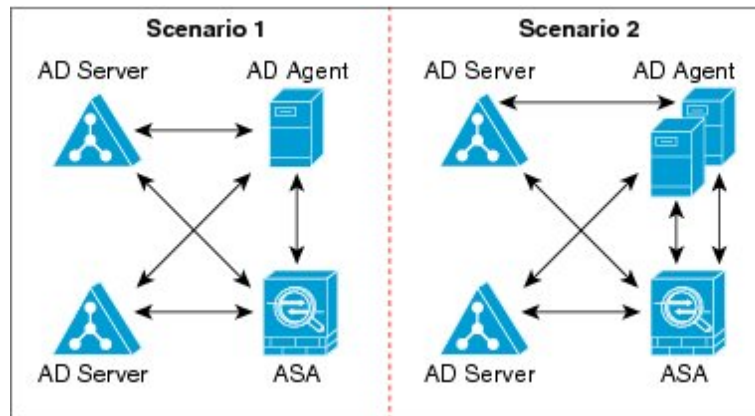 Scenario 1
AD Server
AD Agent
AD Server
ASA
Scenario 2
AD Server
AD Agent
AD Server
ASA